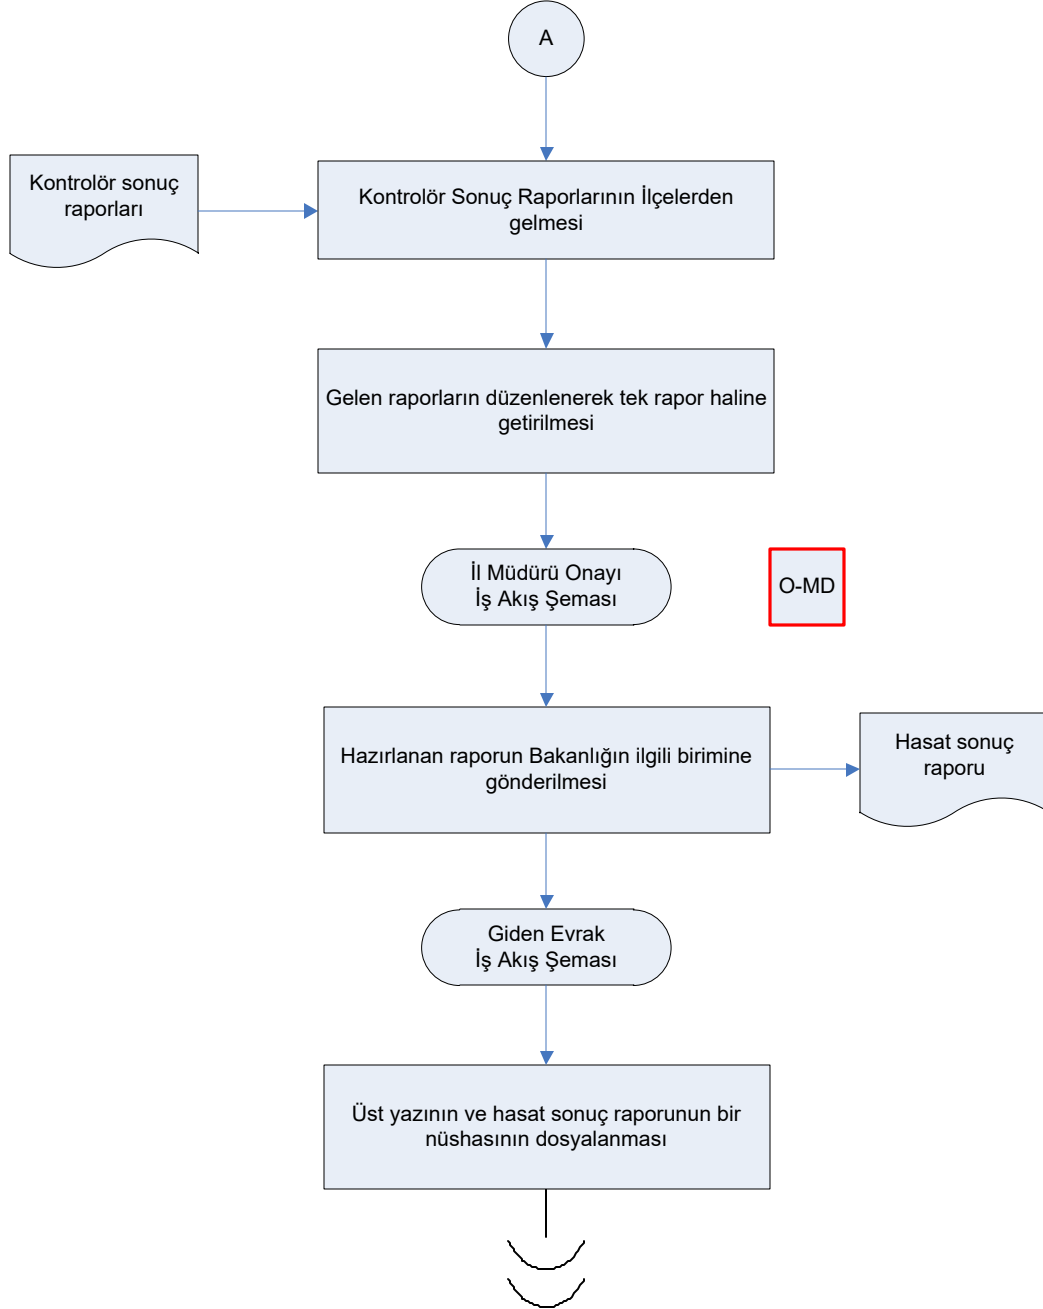 A
Kontrolör sonuç
raporları
Kontrolör Sonuç Raporlarının İlçelerden
gelmesi
Gelen raporların düzenlenerek tek rapor haline
getirilmesi
İl Müdürü Onayı
İş Akış Şeması
O-MD
Hazırlanan raporun Bakanlığın ilgili birimine
gönderilmesi
Hasat sonuç
raporu
Giden Evrak
İş Akış Şeması
Üst yazının ve hasat sonuç raporunun bir
nüshasının dosyalanması